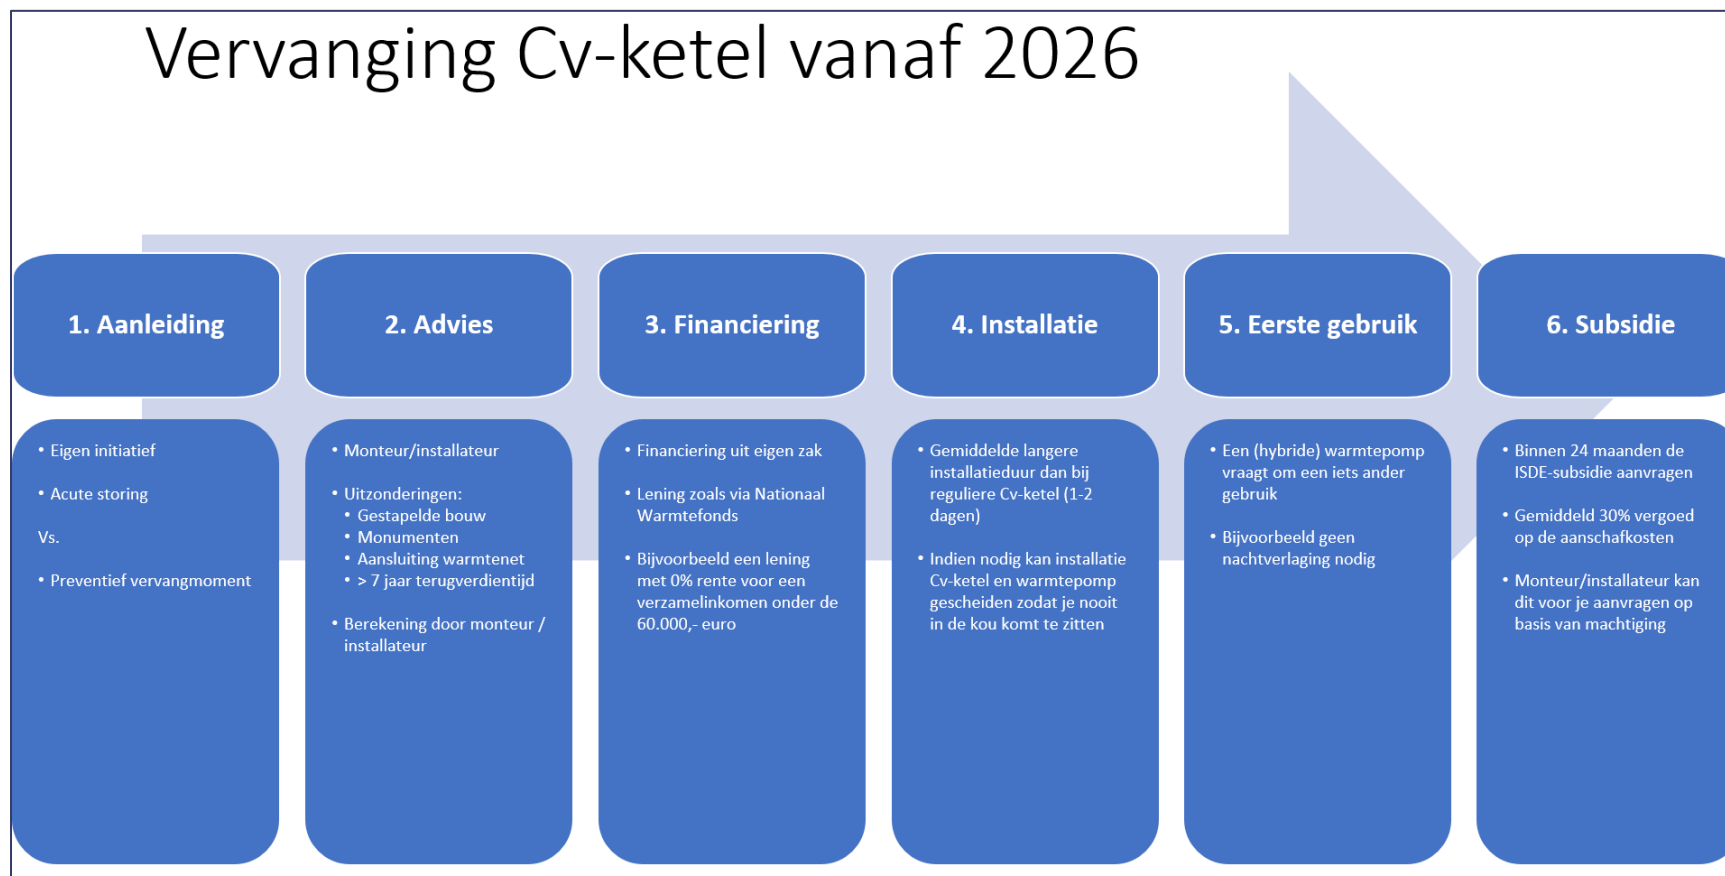 Vervanging Cv-ketel vanaf 2026
1. Aanleiding
2. Advies
3. Financiering
4. Installatie
5. Eerste gebruik
6. Subsidie
• Eigen initiatief
• Acute storing
Vs.
• Preventief vervangmoment
• Monteur/installateur
• Uitzonderingen:
• Gestapelde bouw
• Monumenten
• Aansluiting warmtenet
• > 7 jaar terugverdientijd
• Berekening door monteur /
installateur
• Financiering uit eigen zak
• Lening zoals via Nationaal
Warmtefonds
• Bijvoorbeeld een lening
met 0% rente voor een
verzamelinkomen onder de
60.000,- euro
• Gemiddelde langere
installatieduur dan bij
reguliere Cv-ketel (1-2
dagen)
• Indien nodig kan installatie
Cv-ketel en warmtepomp
gescheiden zodat je nooit
in de kou komt te zitten
• Een (hybride) warmtepomp
vraagt om een iets ander
gebruik
• Bijvoorbeeld geen
nachtverlaging nodig
• Binnen 24 maanden de
ISDE-subsidie aanvragen
• Gemiddeld 30% vergoed
op de aanschafkosten
• Monteur/installateur kan
dit voor je aanvragen op
basis van machtiging